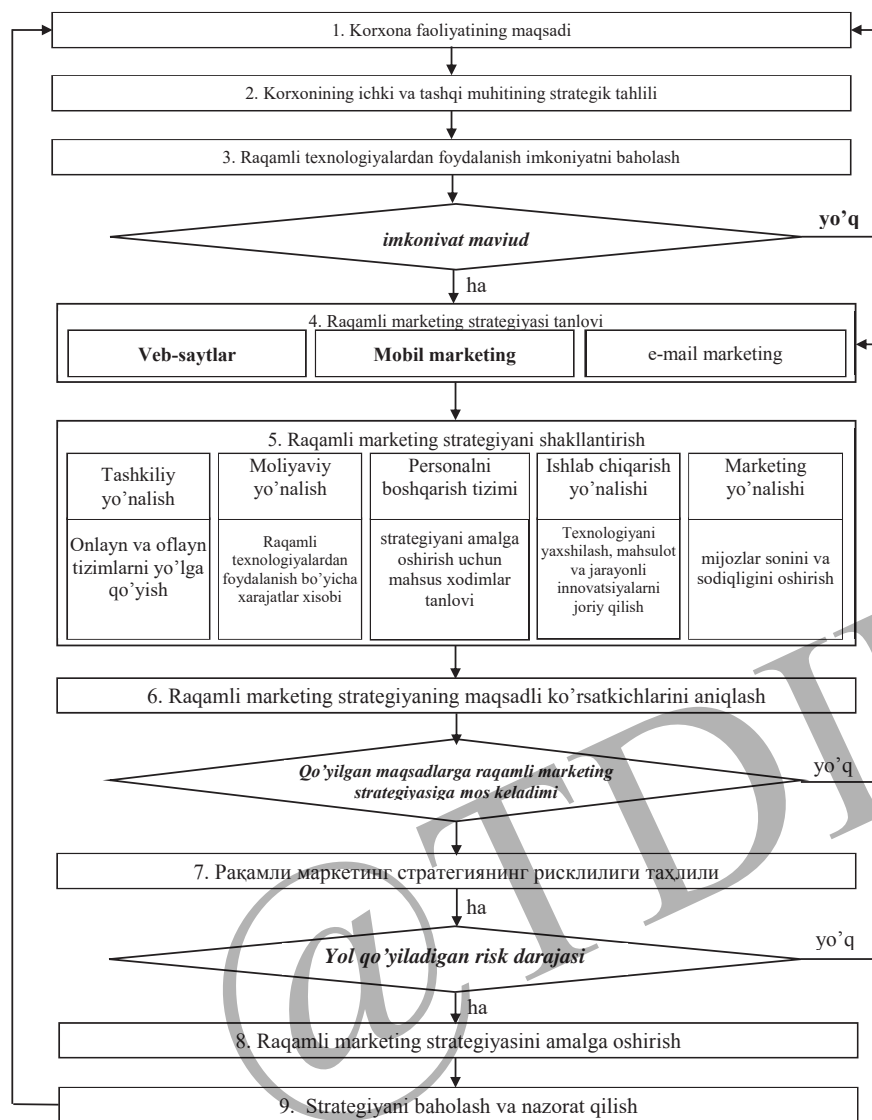 1. Korxona faoliyatining maqsadi
2. Korxonining ichki va tashqi muhitining strategik tahlili
3. Raqamli texnologiyalardan foydalanish imkoniyatni baholash
imkonivat maviud
yo’q
ha
4. Raqamli marketing strategiyasi tanlovi
Veb-saytlar
Mobil marketing
e-mail marketing
5. Raqamli marketing strategiyani shakllantirish
Tashkiliy
yo’nalish
Moliyaviy
yo’nalish
Personalni
boshqarish tizimi
Ishlab chiqarish
yo’nalishi
Marketing
yo’nalishi
Onlayn va oflayn
tizimlarni yo’lga
qo’yish
Raqamli
texnologiyalardan
foydalanish bo’yicha
xarajatlar xisobi
strategiyani amalga
oshirish uchun
mahsus xodimlar
tanlovi
Texnologiyani
yaxshilash, mahsulot
va jarayonli
innovatsiyalarni
joriy qilish
mijozlar sonini va
sodiqligini oshirish
6. Raqamli marketing strategiyaning maqsadli ko’rsatkichlarini aniqlash
Qo’yilgan maqsadlarga raqamli marketing
strategiyasiga mos keladimi
yo’q
7. Рақамли маркетинг стратегиянинг рисклилиги таҳлили
ha
Yol qo’yiladigan risk darajasi
yo’q
ha
8. Raqamli marketing strategiyasini amalga oshirish
9. Strategiyani baholash va nazorat qilish